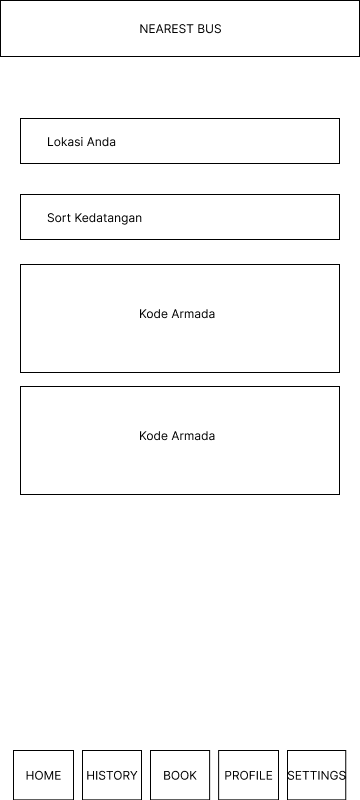 NEAREST BUS
Lokasi Anda
Sort Kedatangan
Kode Armada
Kode Armada
HOME HISTORY BOOK PROFILE SETTINGS